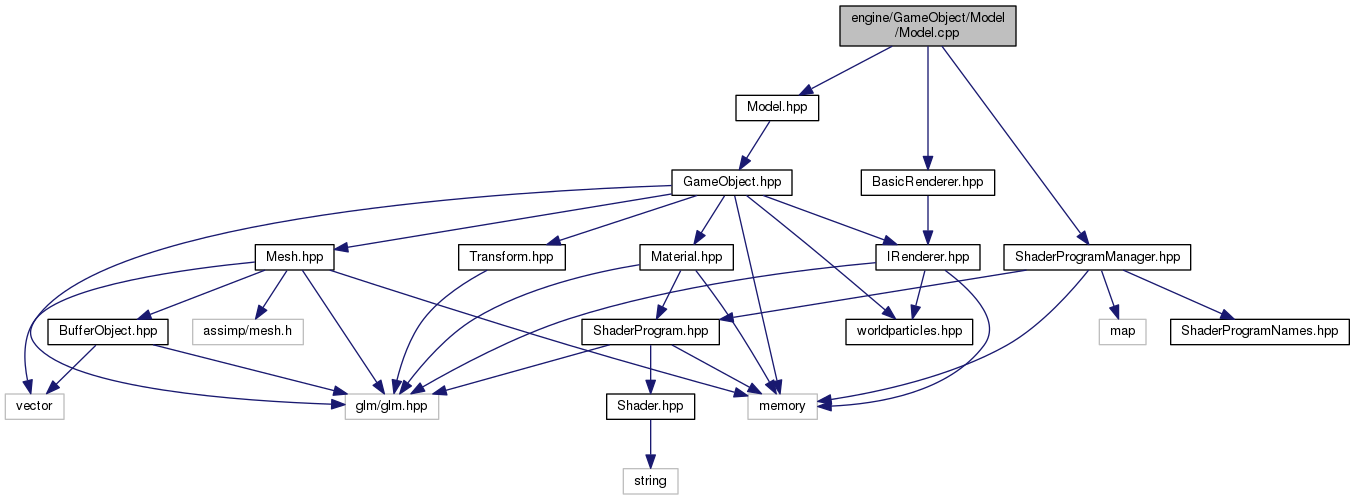 engine/GameObject/Model
/Model.cpp
Model.hpp
GameObject.hpp
BasicRenderer.hpp
Mesh.hpp
Transform.hpp
Material.hpp
IRenderer.hpp
ShaderProgramManager.hpp
BufferObject.hpp
assimp/mesh.h
ShaderProgram.hpp
worldparticles.hpp
map
ShaderProgramNames.hpp
vector
glm/glm.hpp
Shader.hpp
memory
string